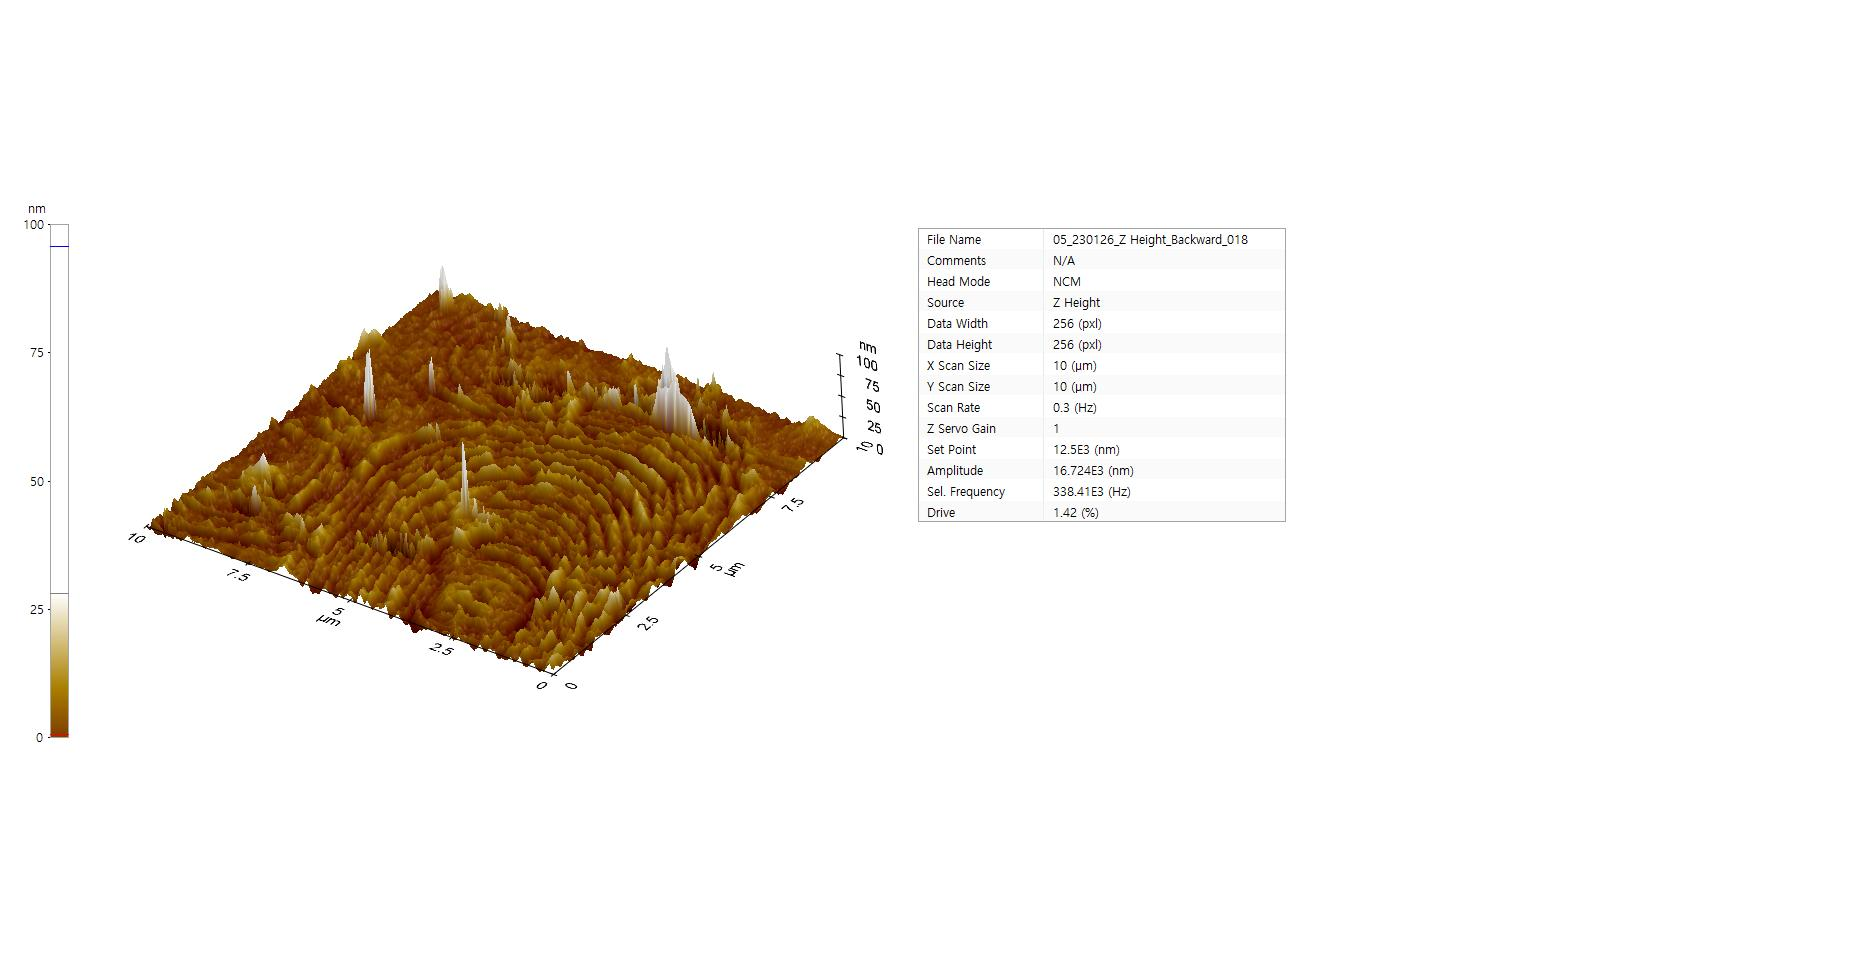 nm
100
75
50
25
0
nm
100
75
50
25
0
10
7.5
5
µm
2.5
0
10
7.5
µm
5
2.5
0
File Name 05_230126_Z Height_Backward_018
Comments N/A
Head Mode NCM
Source Z Height
Data Width 256 (pxl)
Data Height 256 (pxl)
X Scan Size 10 (µm)
Y Scan Size 10 (µm)
Scan Rate 0.3 (Hz)
Z Servo Gain 1
Set Point 12.5E3 (nm)
Amplitude 16.724E3 (nm)
Sel. Frequency 338.41E3 (Hz)
Drive 1.42 (%)